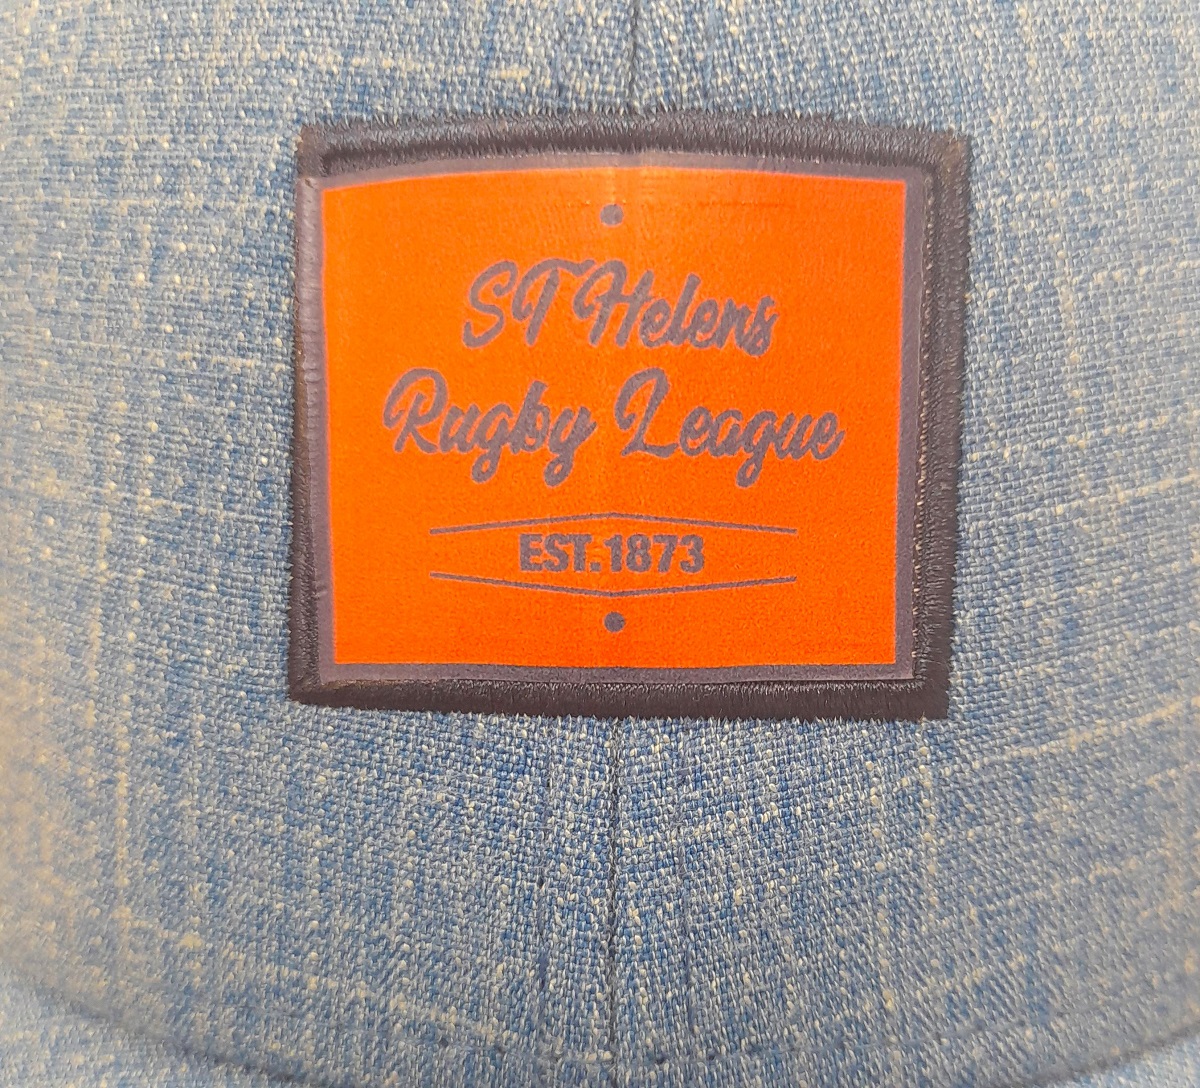 ST Helens
Rugby League
EST.1873